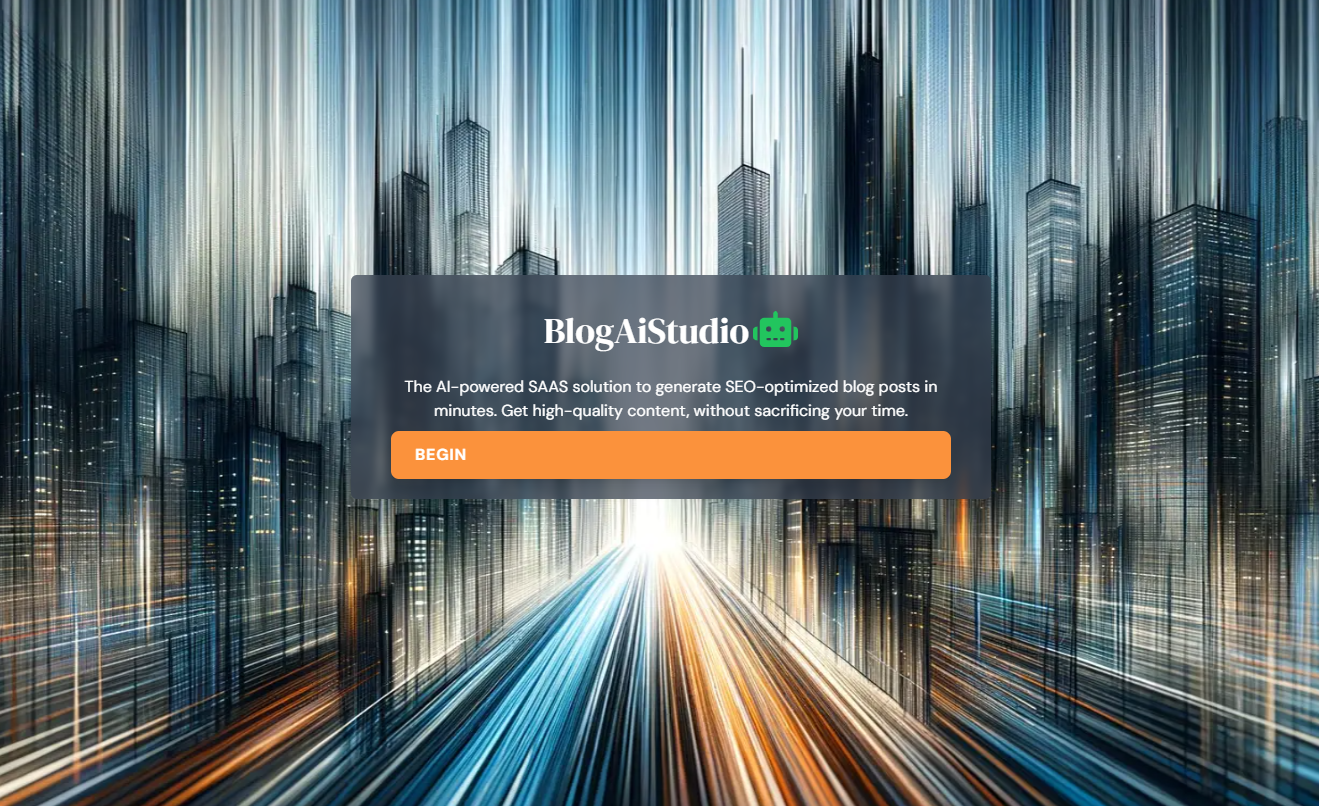 BlogAiStudio
The AI-powered SAAS solution to generate SEO-optimized blog posts in
minutes. Get high-quality content, without sacrificing your time.
BEGIN